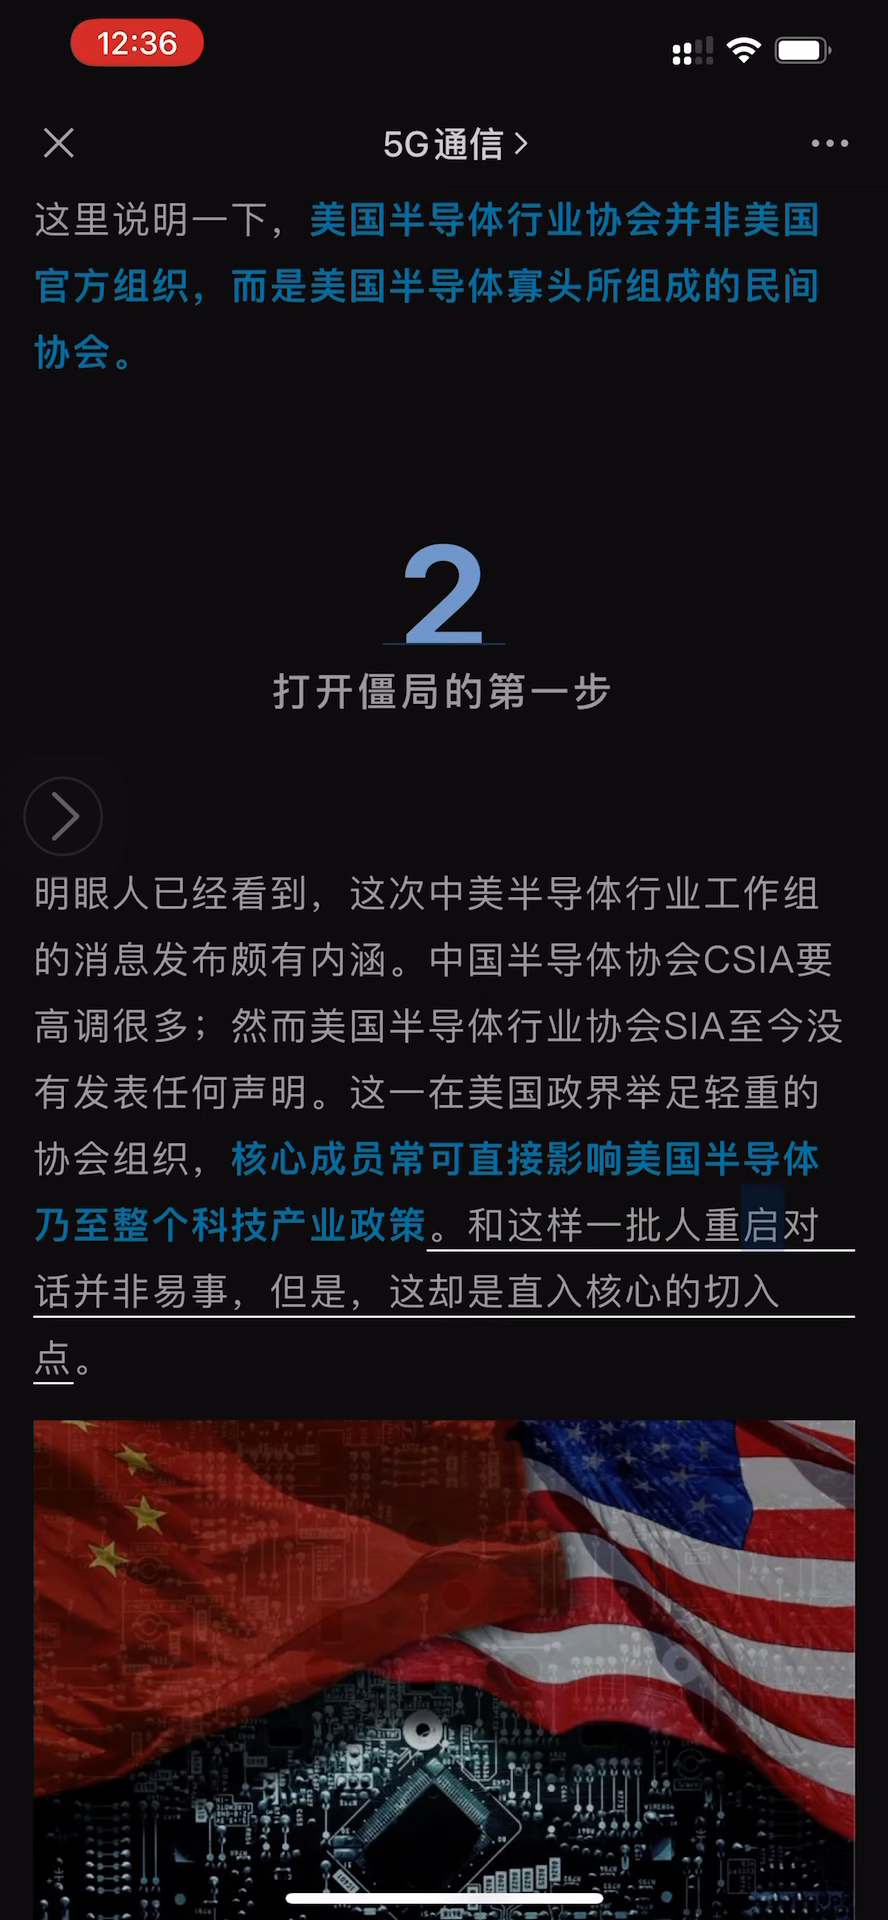 12:36
5G通信
这里说明一下，美国半导体行业协会并非美国
官方组织，而是美国半导体寡头所组成的民间
协会。
2
打开僵局的第一步
明眼人已经看到，这次中美半导体行业工作组
的消息发布颇有内涵。中国半导体协会CSIA要
高调很多；然而美国半导体行业协会SIA至今没
有发表任何声明。这一在美国政界举足轻重的
协会组织，核心成员常可直接影响美国半导体
乃至整个科技产业政策。和这样一批人重启对
话并非易事，但是，这却是直入核心的切入
点。